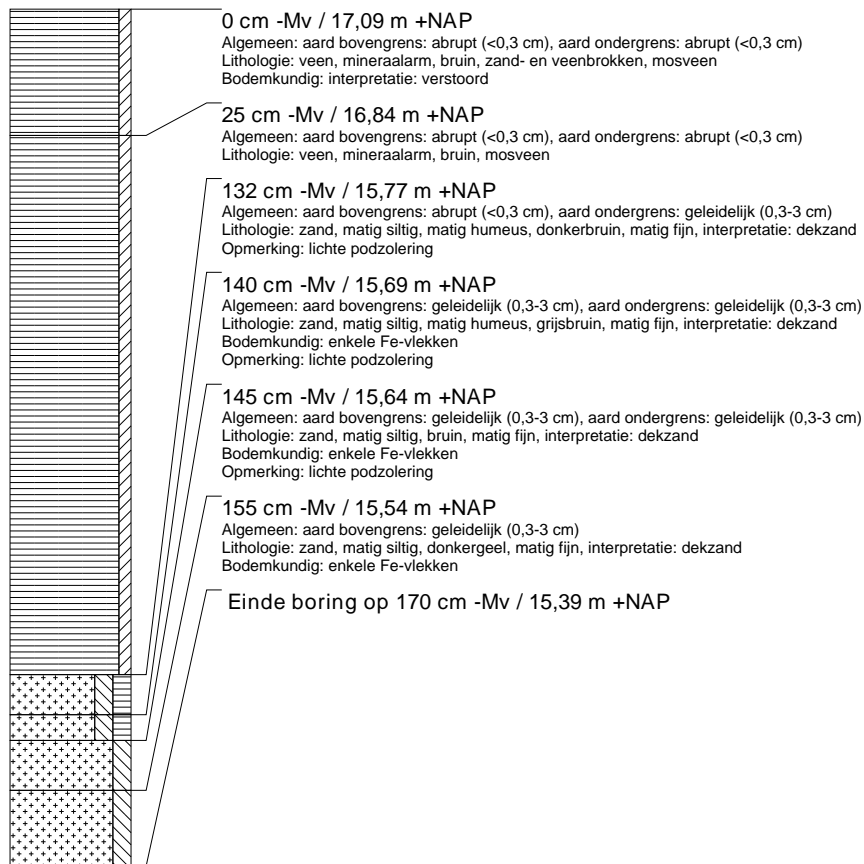 0 cm -Mv / 17,09 m +NAP
Algemeen: aard bovengrens: abrupt (<0,3 cm), aard ondergrens: abrupt (<0,3 cm)
Lithologie: veen, mineraalarm, bruin, zand- en veenbrokken, mosveen
Bodemkundig: interpretatie: verstoord
25 cm -Mv / 16,84 m +NAP
Algemeen: aard bovengrens: abrupt (<0,3 cm), aard ondergrens: abrupt (<0,3 cm)
Lithologie: veen, mineraalarm, bruin, mosveen
132 cm -Mv / 15,77 m +NAP
Algemeen: aard bovengrens: abrupt (<0,3 cm), aard ondergrens: geleidelijk (0,3-3 cm)
Lithologie: zand, matig siltig, matig humeus, donkerbruin, matig fijn, interpretatie: dekzand
Opmerking: lichte podzolering
140 cm -Mv / 15,69 m +NAP
Algemeen: aard bovengrens: geleidelijk (0,3-3 cm), aard ondergrens: geleidelijk (0,3-3 cm)
Lithologie: zand, matig siltig, matig humeus, grijsbruin, matig fijn, interpretatie: dekzand
Bodemkundig: enkele Fe-vlekken
Opmerking: lichte podzolering
145 cm -Mv / 15,64 m +NAP
Algemeen: aard bovengrens: geleidelijk (0,3-3 cm), aard ondergrens: geleidelijk (0,3-3 cm)
Lithologie: zand, matig siltig, bruin, matig fijn, interpretatie: dekzand
Bodemkundig: enkele Fe-vlekken
Opmerking: lichte podzolering
155 cm -Mv / 15,54 m +NAP
Algemeen: aard bovengrens: geleidelijk (0,3-3 cm)
Lithologie: zand, matig siltig, donkergeel, matig fijn, interpretatie: dekzand
Bodemkundig: enkele Fe-vlekken
Einde boring op 170 cm -Mv / 15,39 m +NAP